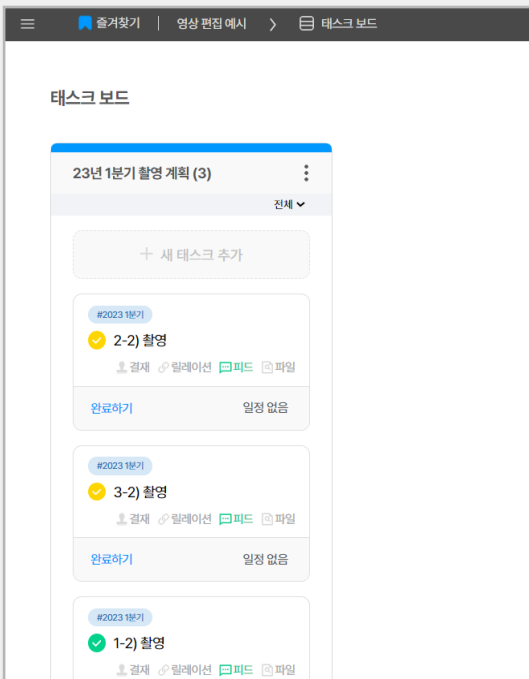 즐겨찾기 | 영상 편집 예시 > 태스크 보드
태스크 보드
23년 1분기 촬영 계획 (3)
전체
+ 새 태스크 추가
#2023 1분기
2-2) 촬영
결재 릴레이션 피드 파일
완료하기 일정 없음
#2023 1분기
3-2) 촬영
결재 릴레이션 피드 파일
완료하기 일정 없음
#2023 1분기
1-2) 촬영
결재 릴레이션 피드 파일